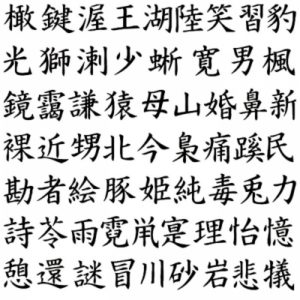 橄鍵渥王湖陸笑習豹
光獅溂少蜥寛男楓
鏡靄謙猿母山婚鼻新
裸近甥北今梟痛蹊民
勘者絵豚姫純毒兎力
詩苓雨霓鼡寔理怡憶
憩還謎冒川砂岩悲犠